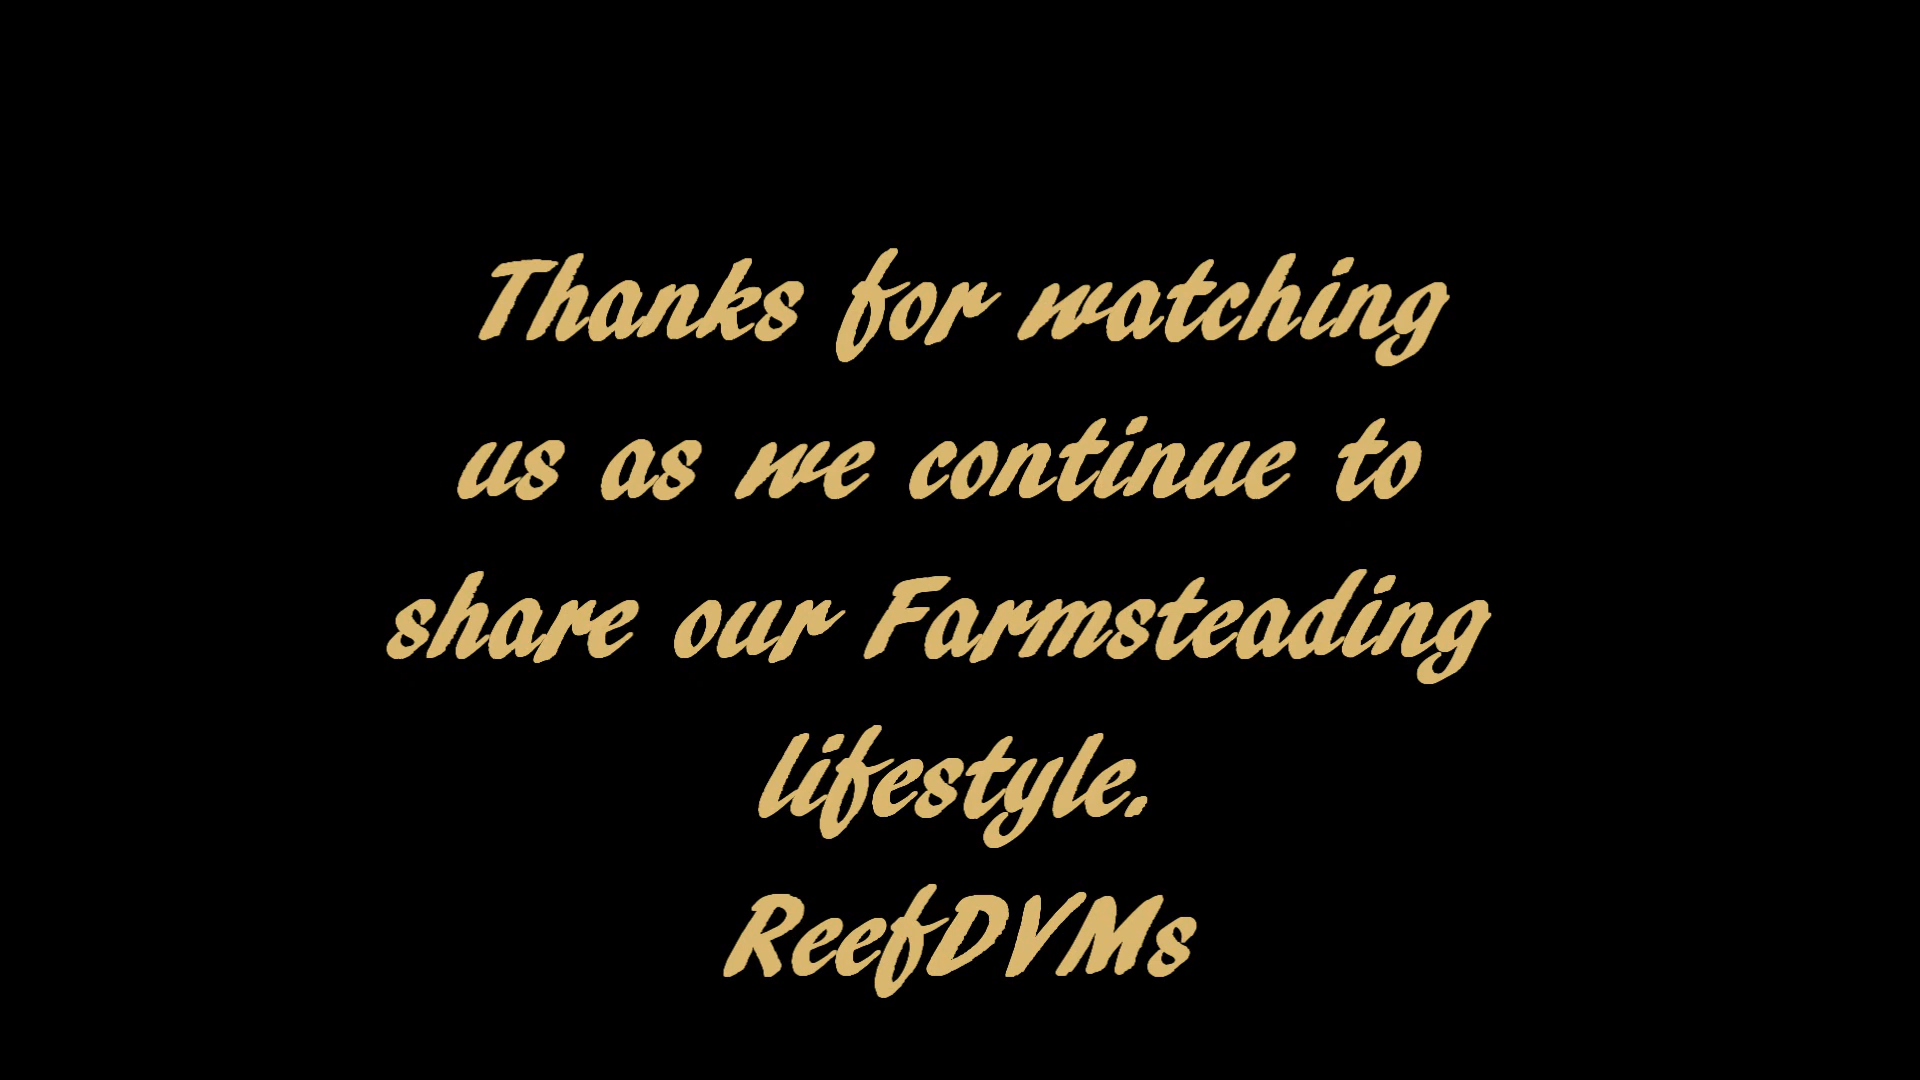 Thanks for watching
us as we continue to
share our Farmsteading
lifestyle.
ReefDVMs